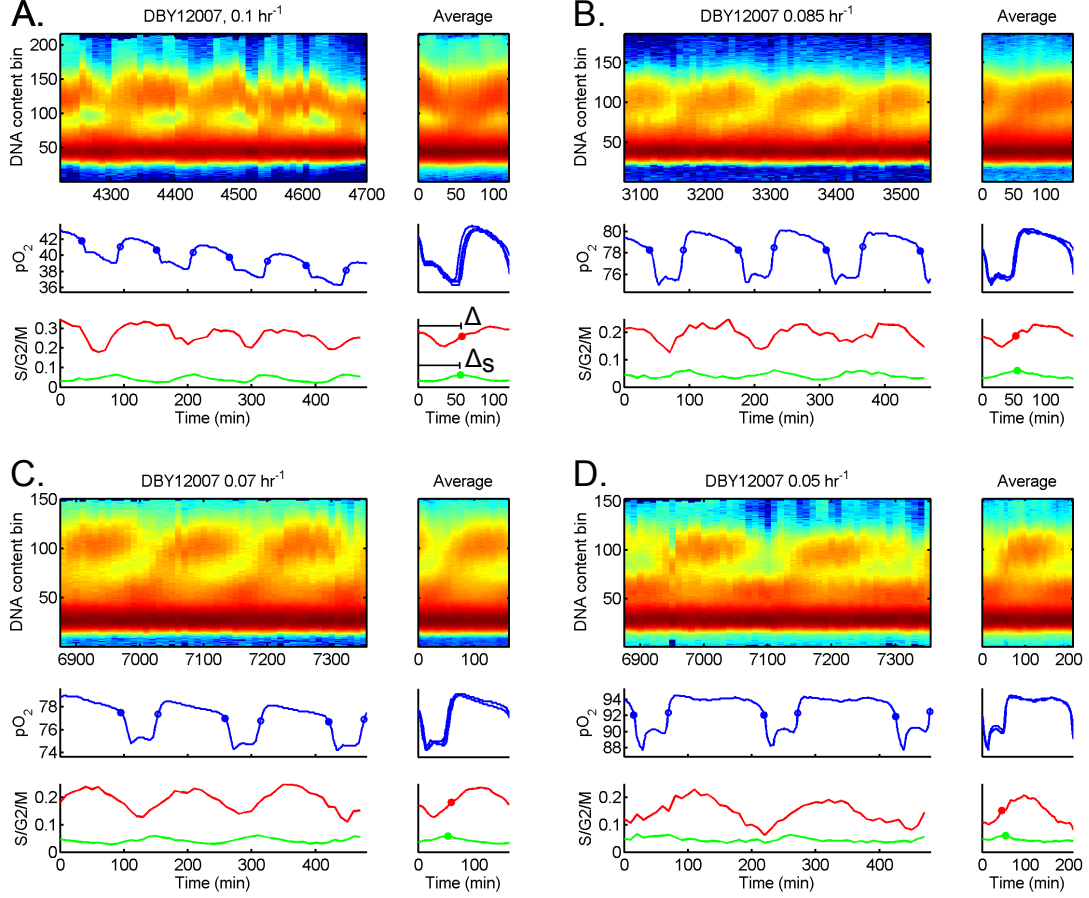 A.
DBY12007, 0.1 hr-1
Average
DNA content bin
200
150
100
50
4300 4400 4500 4600 4700
0 50 100
pO2
42
40
38
36
0.3
0.2
0.1
0
S/G2/M
Δ
ΔS
0 100 200 300 400
Time (min)
0 50 100
Time (min)
B.
DBY12007 0.085 hr-1
Average
DNA content bin
150
100
50
3100 3200 3300 3400 3500
0 50 100
pO2
80
78
76
0.2
0.1
0
S/G2/M
0 100 200 300 400
Time (min)
0 50 100
Time (min)
C.
DBY12007 0.07 hr-1
Average
DNA content bin
150
100
50
6900 7000 7100 7200 7300
0 100
pO2
78
76
74
0.2
0.1
0
S/G2/M
0 100 200 300 400
Time (min)
0 100
Time (min)
D.
DBY12007 0.05 hr-1
Average
DNA content bin
150
100
50
6900 7000 7100 7200 7300
0 100 200
pO2
94
92
90
88
0.2
0.1
0
S/G2/M
0 100 200 300 400
Time (min)
0 100 200
Time (min)